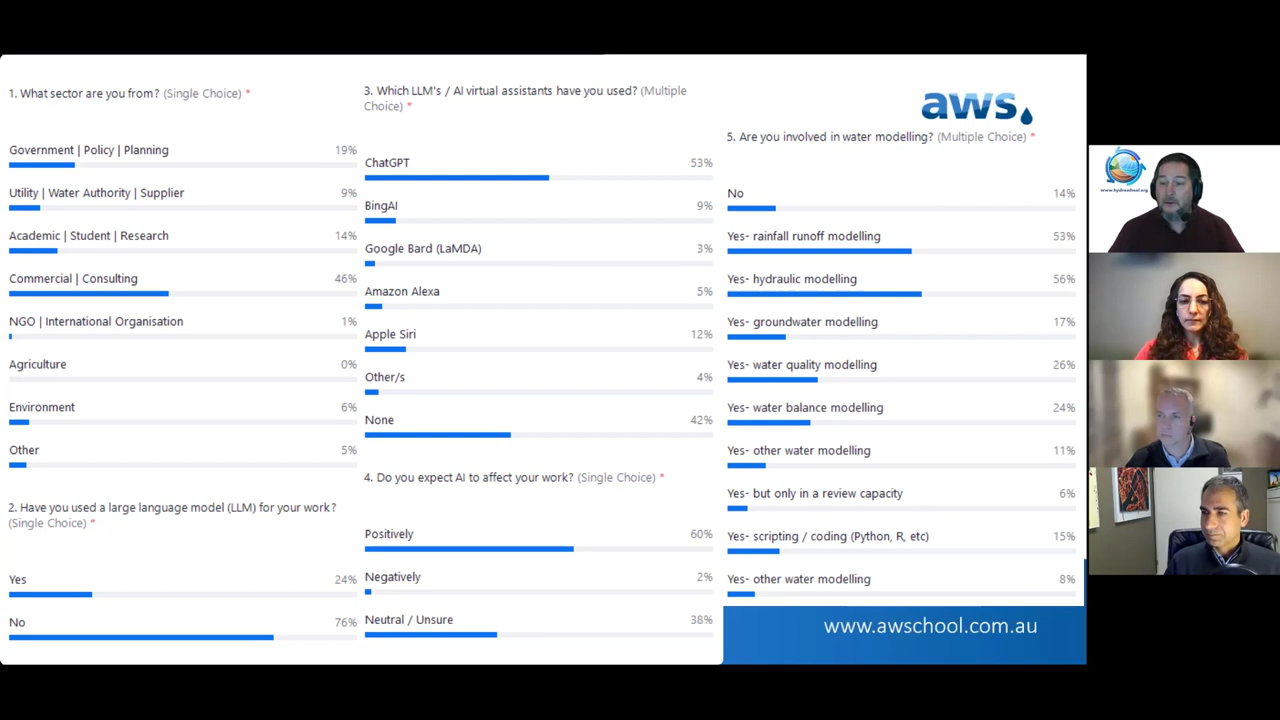 1. What sector are you from? (Single Choice) *
Government | Policy | Planning 19%
Utility | Water Authority | Supplier 9%
Academic | Student | Research 14%
Commercial | Consulting 46%
NGO | International Organisation 1%
Agriculture 0%
Environment 6%
Other 5%
2. Have you used a large language model (LLM) for your work?
(Single Choice) *
Yes 24%
No 76%
3. Which LLM's / AI virtual assistants have you used? (Multiple
Choice) *
ChatGPT 53%
BingAI 9%
Google Bard (LaMDA) 3%
Amazon Alexa 5%
Apple Siri 12%
Other/s 4%
None 42%
4. Do you expect AI to affect your work? (Single Choice) *
Positively 60%
Negatively 2%
Neutral / Unsure 38%
aws
5. Are you involved in water modelling? (Multiple Choice) *
No 14%
Yes- rainfall runoff modelling 53%
Yes- hydraulic modelling 56%
Yes- groundwater modelling 17%
Yes- water quality modelling 26%
Yes- water balance modelling 24%
Yes- other water modelling 11%
Yes- but only in a review capacity 6%
Yes- scripting / coding (Python, R, etc) 15%
Yes- other water modelling 8%
www.awschool.com.au
www.hydroschool.org